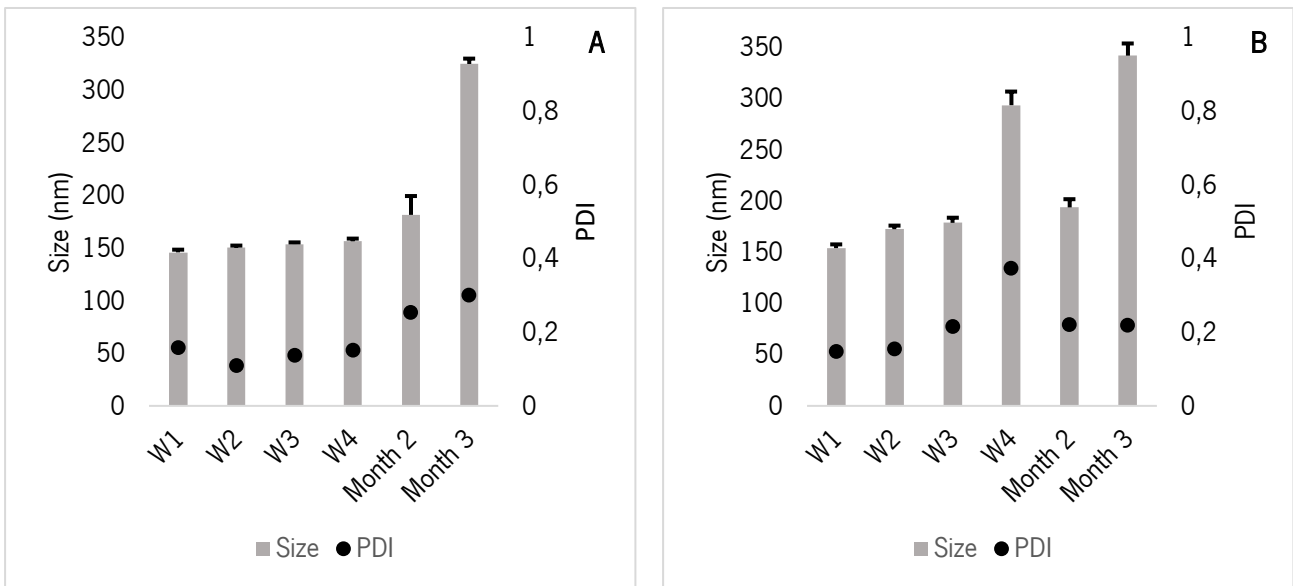 A
350
300
250
200
150
100
50
0
Size (nm)
1
0,8
0,6
0,4
0,2
0
PDI
W1
W2
W3
W4
Month 2
Month 3
Size
PDI
B
350
300
250
200
150
100
50
0
Size (nm)
1
0,8
0,6
0,4
0,2
0
PDI
W1
W2
W3
W4
Month 2
Month 3
Size
PDI